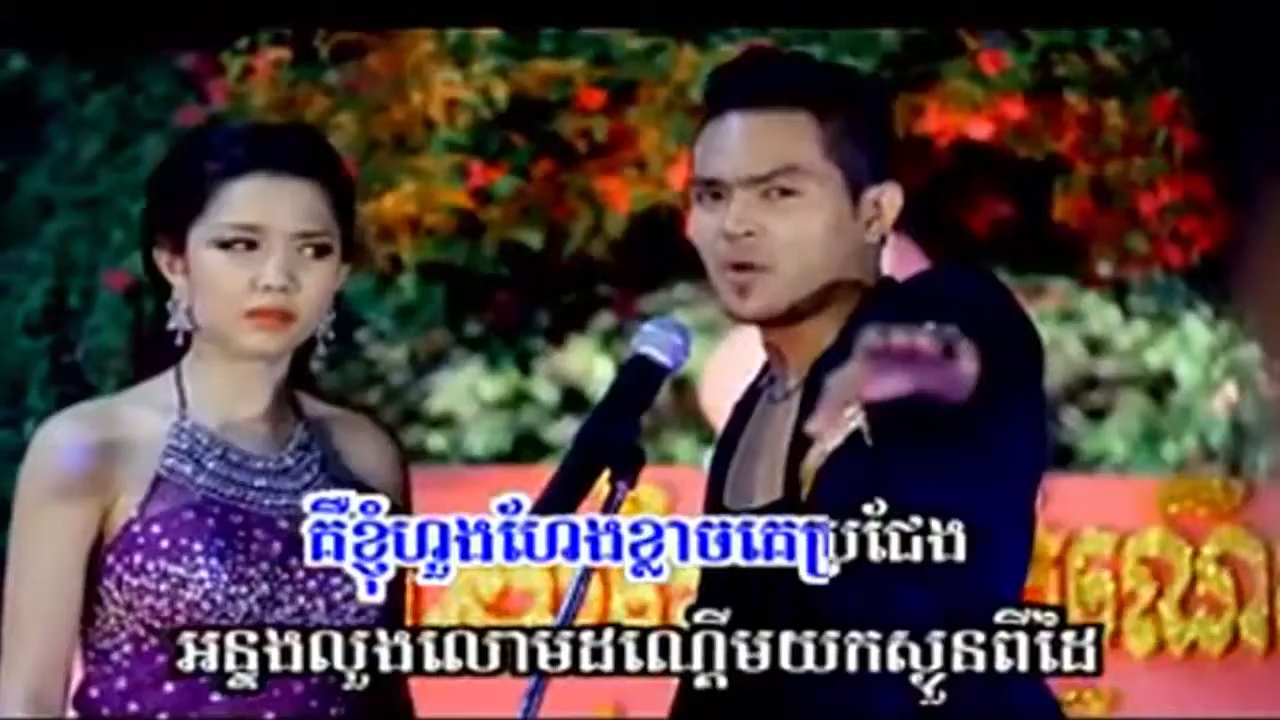 គឺខ្ញុំហួងហែងខ្លាចគេប្រជែង
អន្លងលួងលោមដណ្ដើមយកស្ងួនពីដៃ